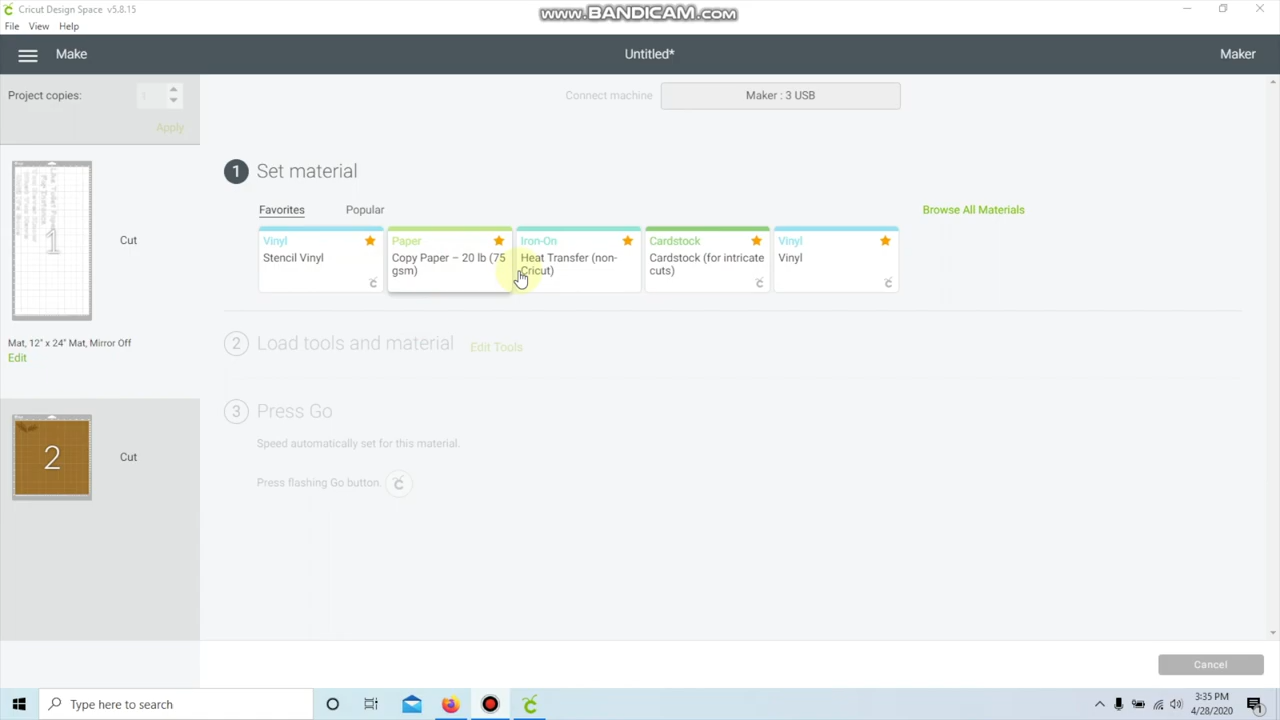 Cricut Design Space v5.8.15
www.BANDICAM.com
File View Help
Make
Untitled*
Maker
Project copies:
1
Apply
Connect machine
Maker : 3 USB
1 Set material
Favorites
Popular
Browse All Materials
Vinyl
Stencil Vinyl
Paper
Copy Paper – 20 lb (75
gsm)
Iron-On
Heat Transfer (non-
Cricut)
Cardstock
Cardstock (for intricate
cuts)
Vinyl
Vinyl
1
Cut
Mat, 12" x 24" Mat, Mirror Off
Edit
2 Load tools and material
Edit Tools
3 Press Go
Speed automatically set for this material.
Press flashing Go button.
2
Cut
Cancel
Type here to search
3:35 PM
4/28/2020
1